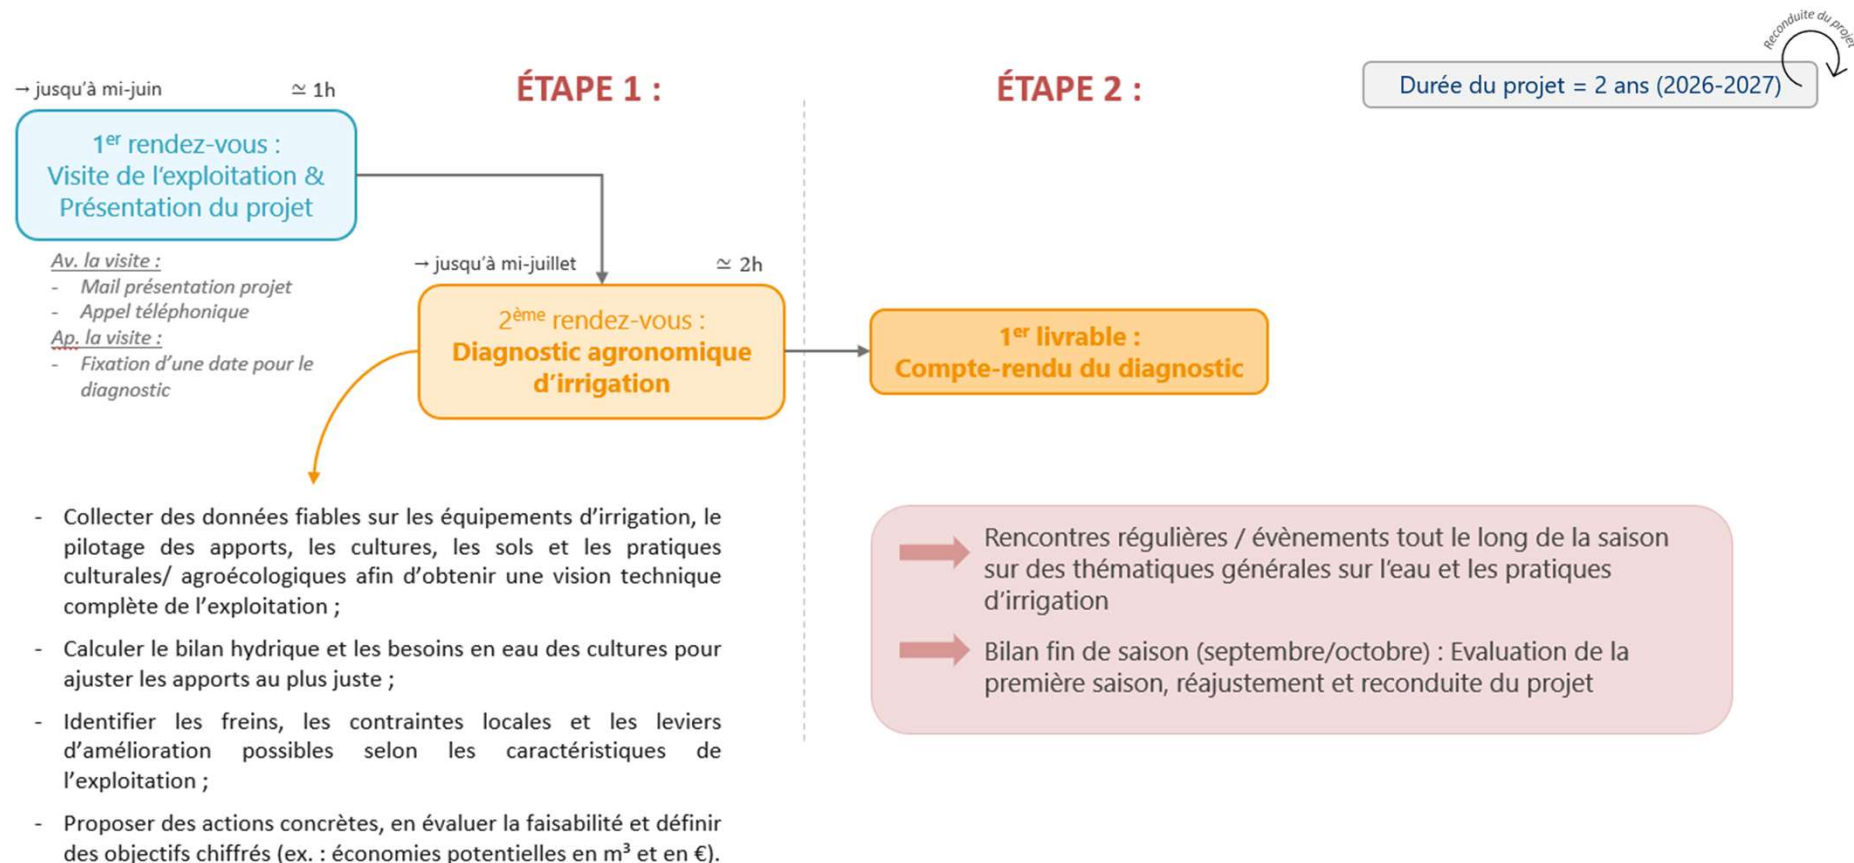 Reconduite du projet
ÉTAPE 1 :
ÉTAPE 2 :
Durée du projet = 2 ans (2026-2027)
→ jusqu'à mi-juin
≃ 1h
1er rendez-vous :
Visite de l'exploitation &
Présentation du projet
Av. la visite :
- Mail présentation projet
- Appel téléphonique
Ap. la visite :
- Fixation d'une date pour le
diagnostic
→ jusqu'à mi-juillet
≃ 2h
2ème rendez-vous :
Diagnostic agronomique
d'irrigation
- Collecter des données fiables sur les équipements d'irrigation, le
pilotage des apports, les cultures, les sols et les pratiques
culturales/ agroécologiques afin d'obtenir une vision technique
complète de l'exploitation ;
- Calculer le bilan hydrique et les besoins en eau des cultures pour
ajuster les apports au plus juste ;
- Identifier les freins, les contraintes locales et les leviers
d'amélioration possibles selon les caractéristiques de
l'exploitation ;
- Proposer des actions concrètes, en évaluer la faisabilité et définir
des objectifs chiffrés (ex. : économies potentielles en m³ et en €).
1er livrable :
Compte-rendu du diagnostic
Rencontres régulières / évènements tout le long de la saison
sur des thématiques générales sur l'eau et les pratiques
d'irrigation
Bilan fin de saison (septembre/octobre) : Evaluation de la
première saison, réajustement et reconduite du projet